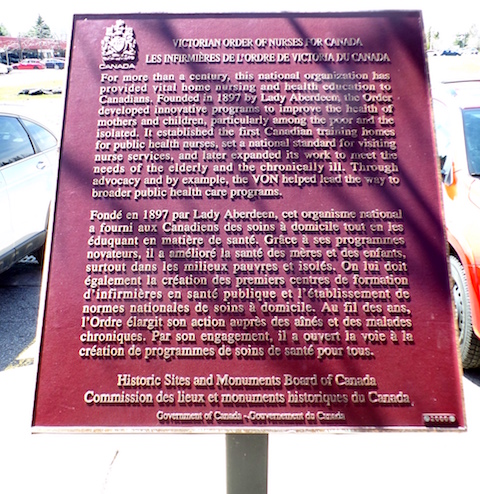 CANADA
VICTORIAN ORDER OF NURSES FOR CANADA
LES INFIRMIÈRES DE L'ORDRE DE VICTORIA DU CANADA
For more than a century, this national organization has
provided vital home nursing and health education to
Canadians. Founded in 1897 by Lady Aberdeen, the Order
developed innovative programs to improve the health of
mothers and children, particularly among the poor and the
isolated. It established the first Canadian training homes
for public health nurses, set a national standard for visiting
nurse services, and later expanded its work to meet the
needs of the elderly and the chronically ill. Through
advocacy and by example, the VON helped lead the way to
broader public health care programs.
Fondé en 1897 par Lady Aberdeen, cet organisme national
a fourni aux Canadiens des soins à domicile tout en les
éduquant en matière de santé. Grâce à ses programmes
novateurs, il a amélioré la santé des mères et des enfants,
surtout dans les milieux pauvres et isolés. On lui doit
également la création des premiers centres de formation
d'infirmières en santé publique et l'établissement de
normes nationales de soins à domicile. Au fil des ans,
l'Ordre élargit son action auprès des aînés et des malades
chroniques. Par son engagement, il a ouvert la voie à la
création de programmes de soins de santé pour tous.
Historic Sites and Monuments Board of Canada
Commission des lieux et monuments historiques du Canada
Government of Canada - Gouvernement du Canada